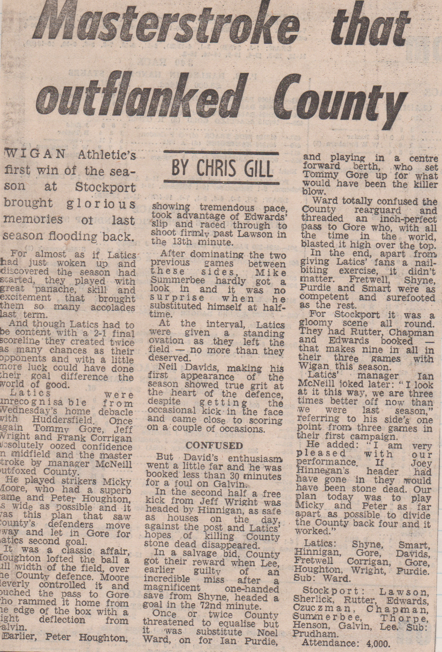 Masterstroke that
outflanked County
WIGAN Athletic's
first win of the sea-
son at Stockport
brought glorious
memories of last
season flooding back.
For almost as if Latics
had just woken up and
discovered the season had
started, they played with
great panache, skill and
excitement that brought
them so many accolades
last term.
And though Latics had to
be content with a 2-1 final
scoreline they created twice
as many chances as their
opponents and with a little
more luck could have done
their goal difference the
world of good.
Latics were
unrecognisable from
Wednesday's home debacle
with Huddersfield. Once
again Tommy Gore, Jeff
Wright and Frank Corrigan
absolutely oozed confidence
in midfield and the master
stroke by manager McNeill
outfoxed County.
He played strikers Micky
Moore, who had a superb
game and Peter Houghton,
as wide as possible and it
was this plan that saw
County's defenders move
away and let in Gore for
Latics second goal.
It was a classic affair,
Houghton lofted the ball a
full width of the field, over
the County defence, Moore
cleverly controlled it and
pouched the pass to Gore
who rammed it home from
the edge of the box with a
slight deflection from
Calvin.
Earlier, Peter Houghton,
BY CHRIS GILL
showing tremendous pace,
took advantage of Edwards'
slip and raced through to
shoot firmly past Lawson in
the 13th minute.
After dominating the two
previous games between
these sides, Mike
Summerbee hardly got a
look in and it was no
surprise when he
substituted himself at half-
time.
At the interval, Latics
were given a standing
ovation as they left the
field — no more than they
deserved.
Neil Davids, making his
first appearance of the
season showed true grit at
the heart of the defence,
despite getting the
occasional kick in the face
and came close to scoring
on a couple of occasions.
CONFUSED
But David's enthusiasm
went a little far and he was
booked less than 30 minutes
for a foul on Galvin.
In the second half a free
kick from Jeff Wright was
headed by Hinnigan, as safe
as houses on the day,
against the post and Latics'
hopes of killing County
stone dead disappeared.
In a salvage bid, County
got their reward when Lee,
earlier guilty of an
incredible miss after a
magnificent one-handed
save from Shyne, headed a
goal in the 72nd minute.
Once or twice County
threatened to equalise but
it was substitute Noel
Ward, on for Ian Purdie,
and playing in a centre
forward berth, who set
Tommy Gore up for what
would have been the killer
blow.
Ward totally confused the
County rearguard and
threaded an inch-perfect
pass to Gore who, with all
the time in the world,
blasted it high over the top.
In the end, apart from
giving Latics' fans a nail-
biting exercise, it didn't
matter. Fretwell, Shyne,
Purdie and Smart were as
competent and surefooted
as the rest.
For Stockport it was a
gloomy scene all round.
They had Rutter, Chapman
and Edwards booked —
that makes nine in all in
their three games with
Wigan this season.
Latics' manager Ian
McNeill joked later: "I look
at it this way, we are three
times better off now than
we were last season,"
referring to his side's one
point from three games in
their first campaign.
He added: "I am very
pleased with our
performance. If Joey
Hinnegan's header had
have gone in they would
have been stone dead. Our
plan today was to play
Micky and Peter as far
apart as possible to divide
the County back four and it
worked."
Latics. Shyne, Smart,
Hinnigan, Gore, Davids,
Fretwell Corrigan, Gore,
Houghton, Wright, Purdie.
Sub: Ward.
Stockport: Lawson,
Sherlick, Rutter, Edwards,
Czuczman, Chapman,
Summerbee, Thorpe,
Henson, Galvin, Lee. Sub:
Prudham.
Attendance: 4,000.